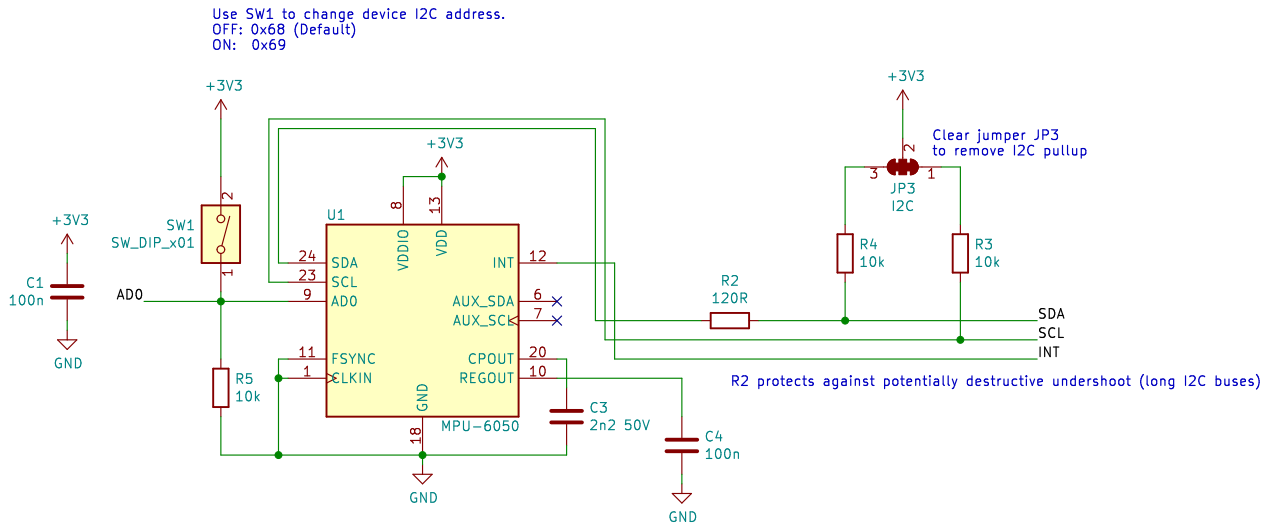 Use SW1 to change device I2C address.
OFF: 0x68 (Default)
ON: 0x69
+3V3
+3V3
Clear jumper JP3
to remove I2C pullup
2
3
1
JP3
I2C
+3V3
2
SW1
SW_DIP_x01
1
+3V3
C1
100n
GND
AD0
U1
8
13
VDDIO
VDD
24
SDA
23
SCL
9
AD0
11
FSYNC
1
CLKIN
INT
12
AUX_SDA
6
AUX_SCL
7
CPOUT
20
REGOUT
10
GND
18
MPU-6050
R4
10k
R3
10k
R2
120R
SDA
SCL
INT
R2 protects against potentially destructive undershoot (long I2C buses)
R5
10k
C3
2n2 50V
C4
100n
GND
GND